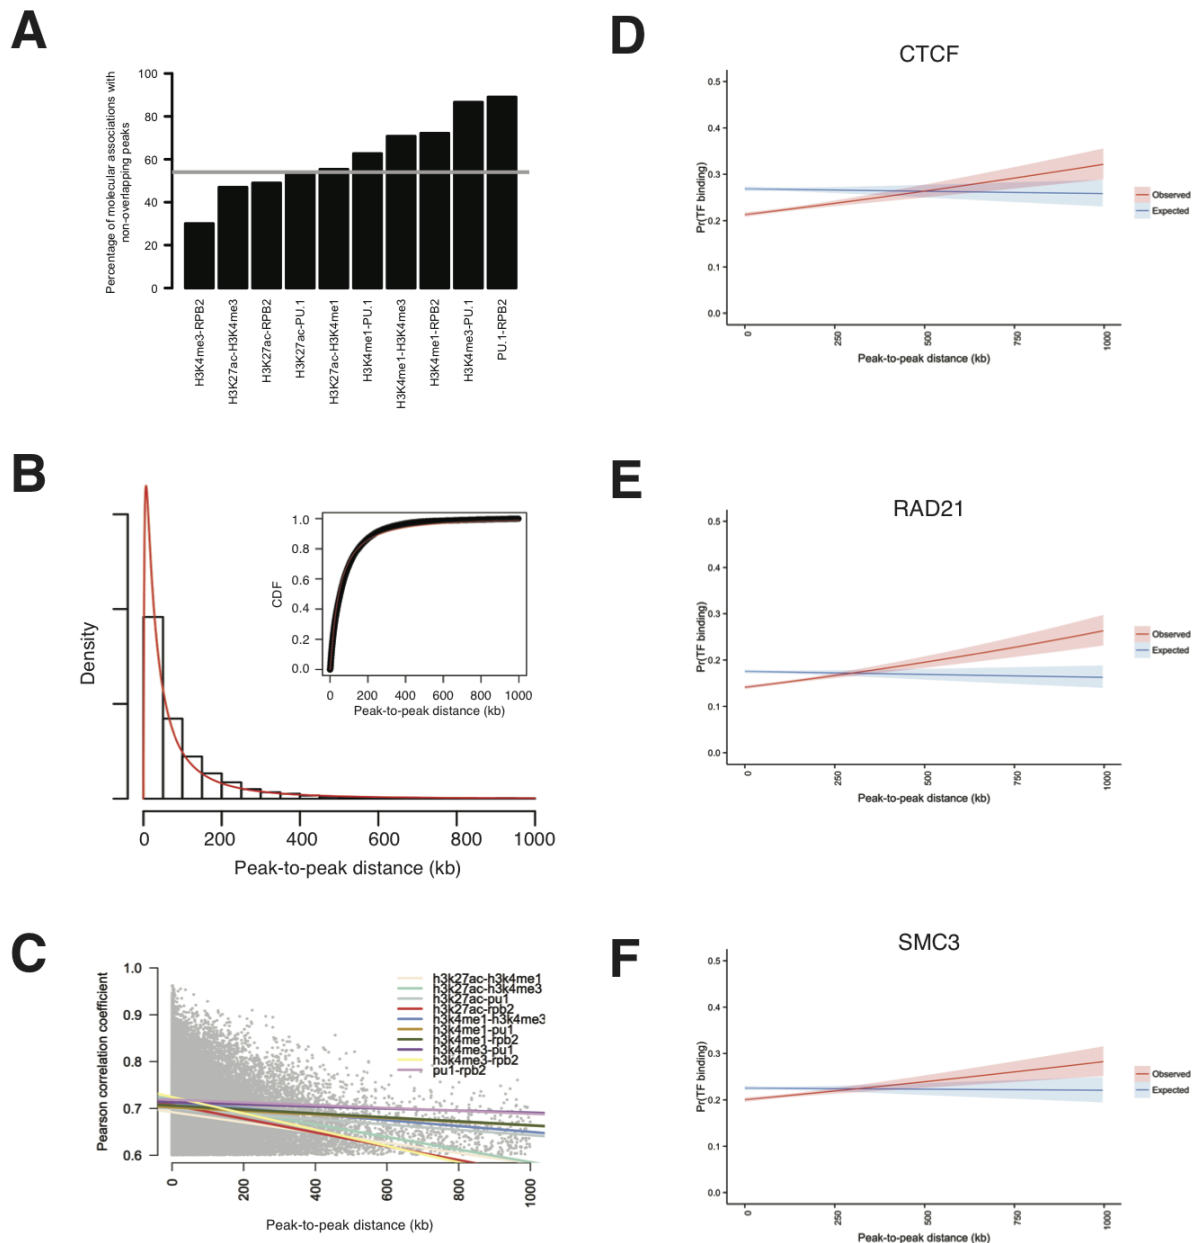 A
Percentage of molecular associations with
non-overlapping peaks
100
80
60
40
20
0
H3K4me3-RPB2
H3K27ac-H3K4me3
H3K27ac-RPB2
H3K27ac-PU.1
H3K27ac-H3K4me1
H3K4me1-PU.1
H3K4me1-H3K4me3
H3K4me1-RPB2
H3K4me3-PU.1
PU.1-RPB2
B
Density
0 200 400 600 800 1000
Peak-to-peak distance (kb)
CDF
1.0
0.8
0.6
0.4
0.2
0.0
0 200 400 600 800 1000
Peak-to-peak distance (kb)
C
Pearson correlation coefficient
1.0
0.9
0.8
0.7
0.6
h3k27ac-h3k4me1
h3k27ac-h3k4me3
h3k27ac-pu1
h3k27ac-rpb2
h3k4me1-h3k4me3
h3k4me1-pu1
h3k4me1-rpb2
h3k4me3-pu1
h3k4me3-rpb2
pu1-rpb2
0 200 400 600 800 1000
Peak-to-peak distance (kb)
D
CTCF
Pr(TF binding)
0.5
0.4
0.3
0.2
0.1
0.0
0 250 500 750 1000
Peak-to-peak distance (kb)
Observed
Expected
E
RAD21
Pr(TF binding)
0.5
0.4
0.3
0.2
0.1
0.0
0 250 500 750 1000
Peak-to-peak distance (kb)
Observed
Expected
F
SMC3
Pr(TF binding)
0.5
0.4
0.3
0.2
0.1
0.0
0 250 500 750 1000
Peak-to-peak distance (kb)
Observed
Expected